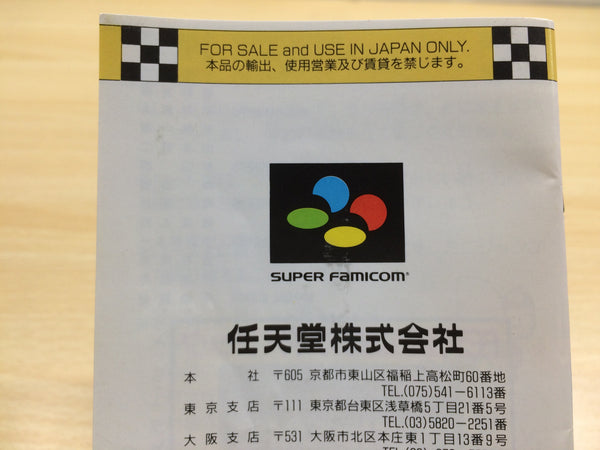 FOR SALE and USE IN JAPAN ONLY.
本品の輸出、使用営業及び賃貸を禁じます。
SUPER FAMICOM
任天堂株式会社
本 社 〒605 京都市東山区福稲上高松町60番地
TEL.(075)541-6113番
東京支店 〒111 東京都台東区浅草橋5丁目21番5号
TEL.(03)5820-2251番
大阪支店 〒531 大阪市北区本庄東1丁目13番9号